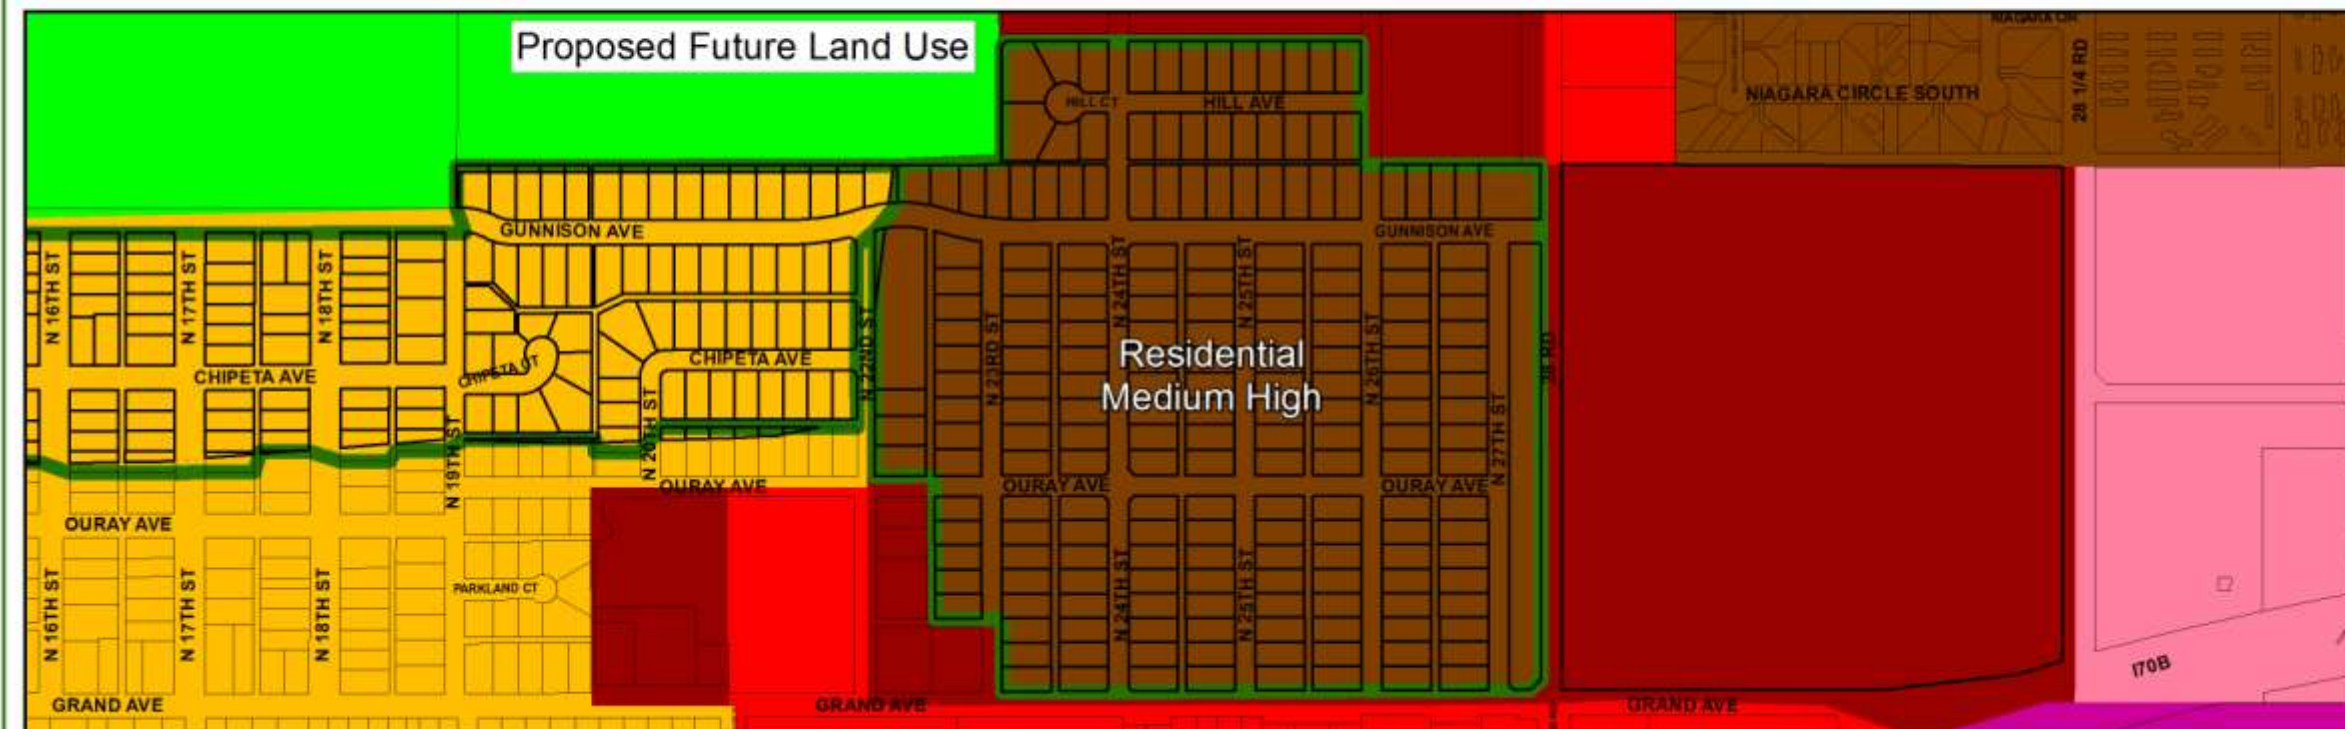 NIAGARA CIR
Proposed Future Land Use
28 1/4 RD
NIAGARA CIRCLE SOUTH
HILL CT
HILL AVE
GUNNISON AVE
GUNNISON AVE
N 16TH ST
N 17TH ST
N 18TH ST
N 24TH ST
N 25TH ST
N 22ND ST
N 23RD ST
N 26TH ST
28 RD
Residential
Medium High
CHIPETA AVE
CHIPETA CT
CHIPETA AVE
N 19TH ST
N 20TH ST
N 27TH ST
OURAY AVE
OURAY AVE
OURAY AVE
OURAY AVE
PARKLAND CT
N 16TH ST
N 17TH ST
N 18TH ST
N 24TH ST
N 25TH ST
I70B
GRAND AVE
GRAND AVE
GRAND AVE